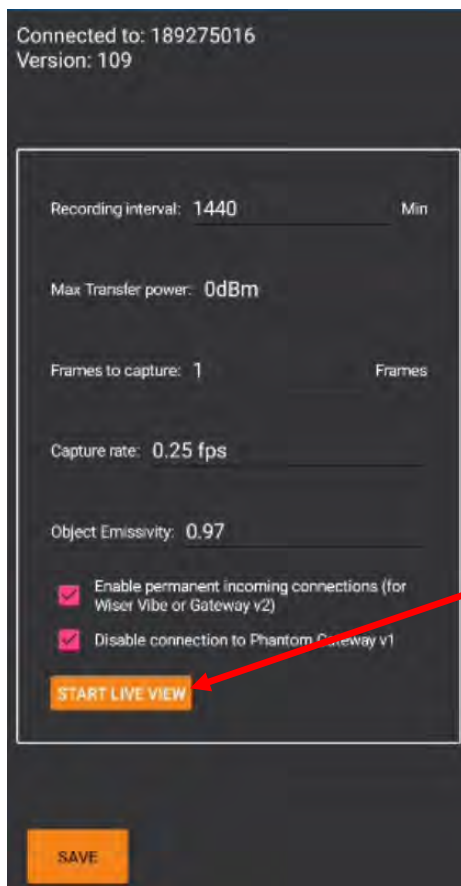 Connected to: 189275016
Version: 109
Recording interval: 1440 Min
Max Transfer power: 0dBm
Frames to capture: 1 Frames
Capture rate: 0.25 fps
Object Emissivity: 0.97
Enable permanent incoming connections (for
Wiser Vibe or Gateway v2)
Disable connection to Phantom Gateway v1
START LIVE VIEW
SAVE